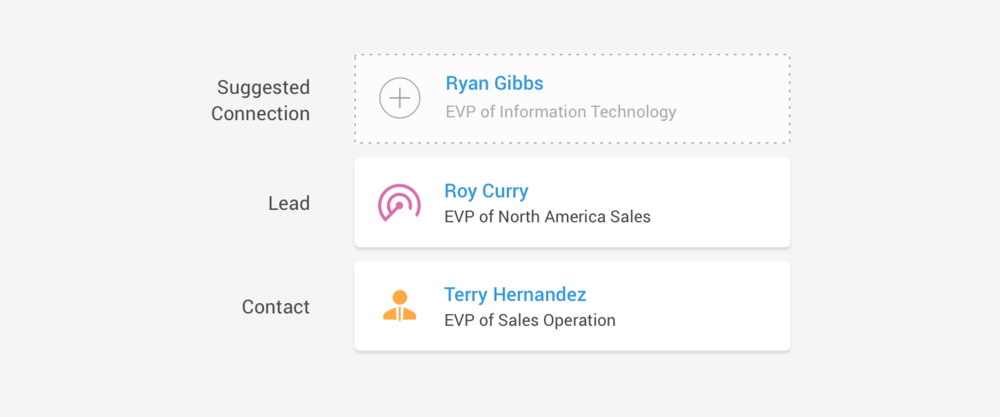 Suggested
Connection
Ryan Gibbs
EVP of Information Technology
Lead
Roy Curry
EVP of North America Sales
Contact
Terry Hernandez
EVP of Sales Operation